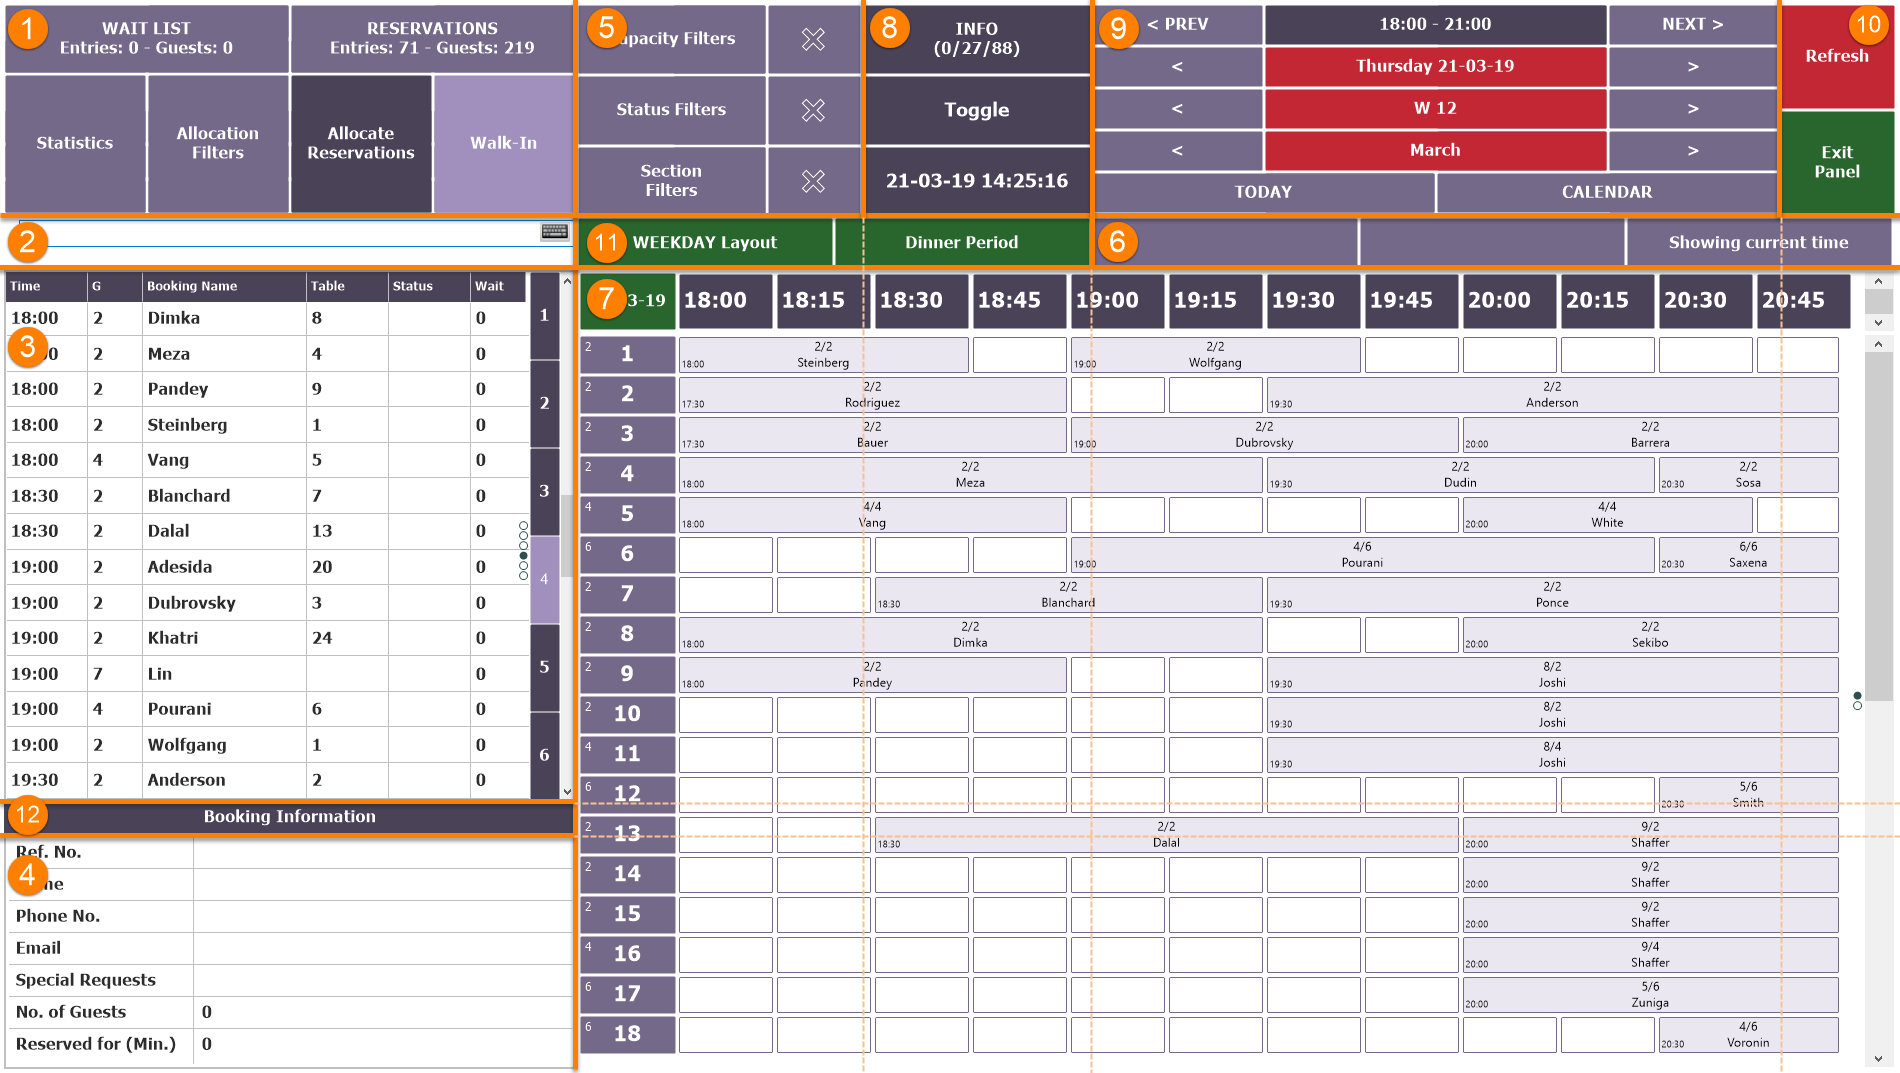 1
WAIT LIST
Entries: 0 - Guests: 0
RESERVATIONS
Entries: 71 - Guests: 219
Statistics
Allocation
Filters
Allocate
Reservations
Walk-In
5
apacity Filters
Status Filters
Section
Filters
8
INFO
(0/27/88)
Toggle
21-03-19 14:25:16
9
< PREV
18:00 - 21:00
NEXT >
<
Thursday 21-03-19
>
<
W 12
>
<
March
>
TODAY
CALENDAR
10
Refresh
Exit
Panel
2
11
WEEKDAY Layout
Dinner Period
6
Showing current time
Time G Booking Name Table Status Wait
18:00 2 Dimka 8 0
3
0 2 Meza 4 0
18:00 2 Pandey 9 0
18:00 2 Steinberg 1 0
18:00 4 Vang 5 0
18:30 2 Blanchard 7 0
18:30 2 Dalal 13 0
19:00 2 Adesida 20 0
19:00 2 Dubrovsky 3 0
19:00 2 Khatri 24 0
19:00 7 Lin 0
19:00 4 Pourani 6 0
19:00 2 Wolfgang 1 0
19:30 2 Anderson 2 0
1
2
3
4
5
6
12
Booking Information
Ref. No.
4
me
Phone No.
Email
Special Requests
No. of Guests 0
Reserved for (Min.) 0
7
3-19 18:00 18:15 18:30 18:45 19:00 19:15 19:30 19:45 20:00 20:15 20:30 20:45
2 1 18:00 2/2 Steinberg 19:00 2/2 Wolfgang
2 2 17:30 2/2 Rodriguez 19:30 2/2 Anderson
2 3 17:30 2/2 Bauer 19:00 2/2 Dubrovsky 20:00 2/2 Barrera
2 4 18:00 2/2 Meza 19:30 2/2 Dudin 20:30 2/2 Sosa
4 5 18:00 4/4 Vang 20:00 4/4 White
6 6 19:00 4/6 Pourani 20:30 6/6 Saxena
2 7 18:30 2/2 Blanchard 19:30 2/2 Ponce
2 8 18:00 2/2 Dimka 20:00 2/2 Sekibo
2 9 18:00 2/2 Pandey 19:30 8/2 Joshi
2 10 19:30 8/2 Joshi
4 11 19:30 8/4 Joshi
6 12 20:30 5/6 Smith
2 13 18:30 2/2 Dalal 20:00 9/2 Shaffer
2 14 20:00 9/2 Shaffer
2 15 20:00 9/2 Shaffer
4 16 20:00 9/4 Shaffer
6 17 20:00 5/6 Zuniga
6 18 20:30 4/6 Voronin